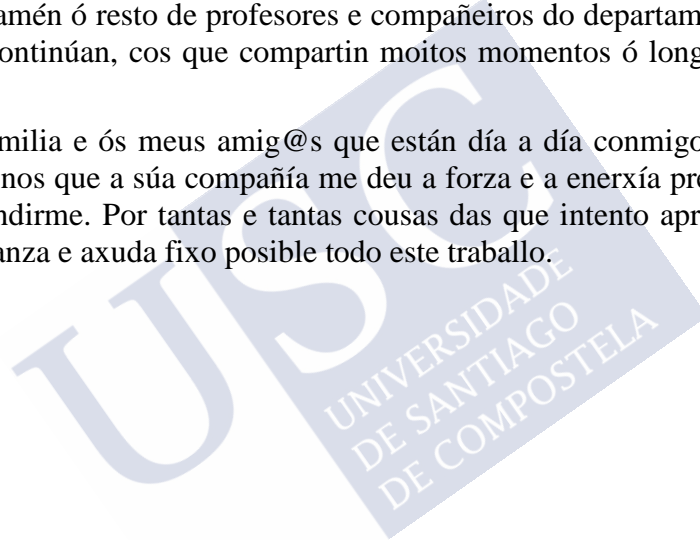 amén ó resto de profesores e compañeiros do departam
ontinúan, cos que compartin moitos momentos ó long
milia e ós meus amig@s que están día a día conmigo
nos que a súa compañía me deu a forza e a enerxía pro
ndirme. Por tantas e tantas cousas das que intento apr
anza e axuda fixo posible todo este traballo.
USC
UNIVERSIDADE
DE SANTIAGO
DE COMPOSTELA